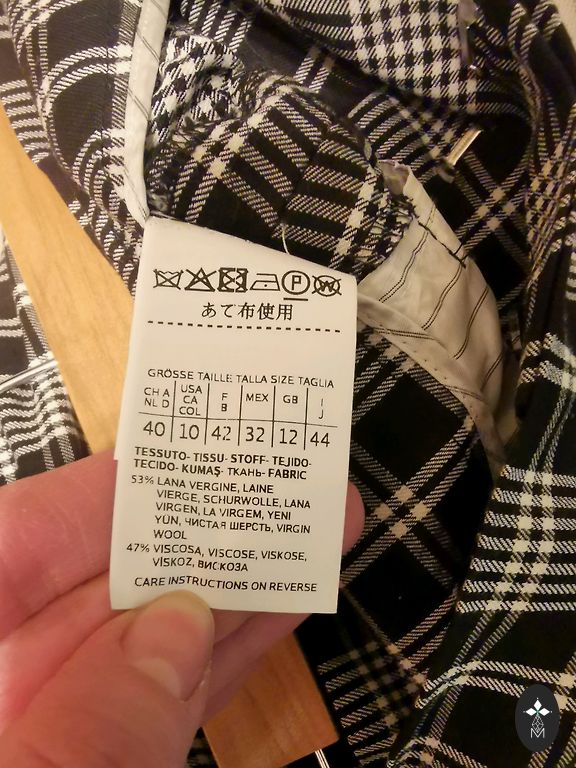 P W
あて布使用
GRÖSSE TAILLE TALLA SIZE TAGLIA
CH A NL D USA CA COL F B MEX GB I J
40 10 42 32 12 44
TESSUTO- TISSU- STOFF- TEJIDO-
TECIDO- KUMAŞ- ТКАНЬ- FABRIC
53% LANA VERGINE, LAINE
VIERGE, SCHURWOLLE, LANA
VIRGEN, LA VIRGEM, YENI
YÜN, ЧИСТАЯ ШЕРСТЬ, VIRGIN
WOOL
47% VISCOSA, VISCOSE, VISKOSE,
VİSKOZ, ВИСКОЗА
CARE INSTRUCTIONS ON REVERSE
M